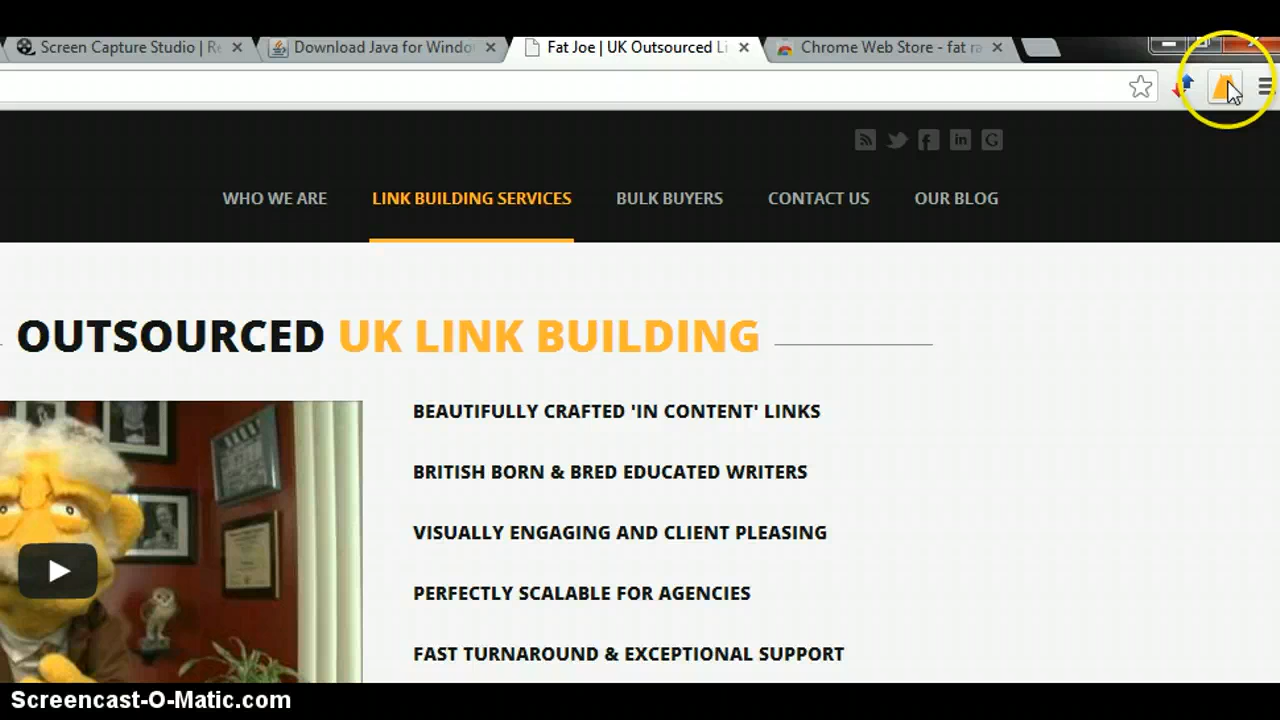 Screen Capture Studio | Re
Download Java for Windo
Fat Joe | UK Outsourced Li
Chrome Web Store - fat ra
WHO WE ARE
LINK BUILDING SERVICES
BULK BUYERS
CONTACT US
OUR BLOG
OUTSOURCED UK LINK BUILDING
BEAUTIFULLY CRAFTED 'IN CONTENT' LINKS
BRITISH BORN & BRED EDUCATED WRITERS
VISUALLY ENGAGING AND CLIENT PLEASING
PERFECTLY SCALABLE FOR AGENCIES
FAST TURNAROUND & EXCEPTIONAL SUPPORT
Screencast-O-Matic.com